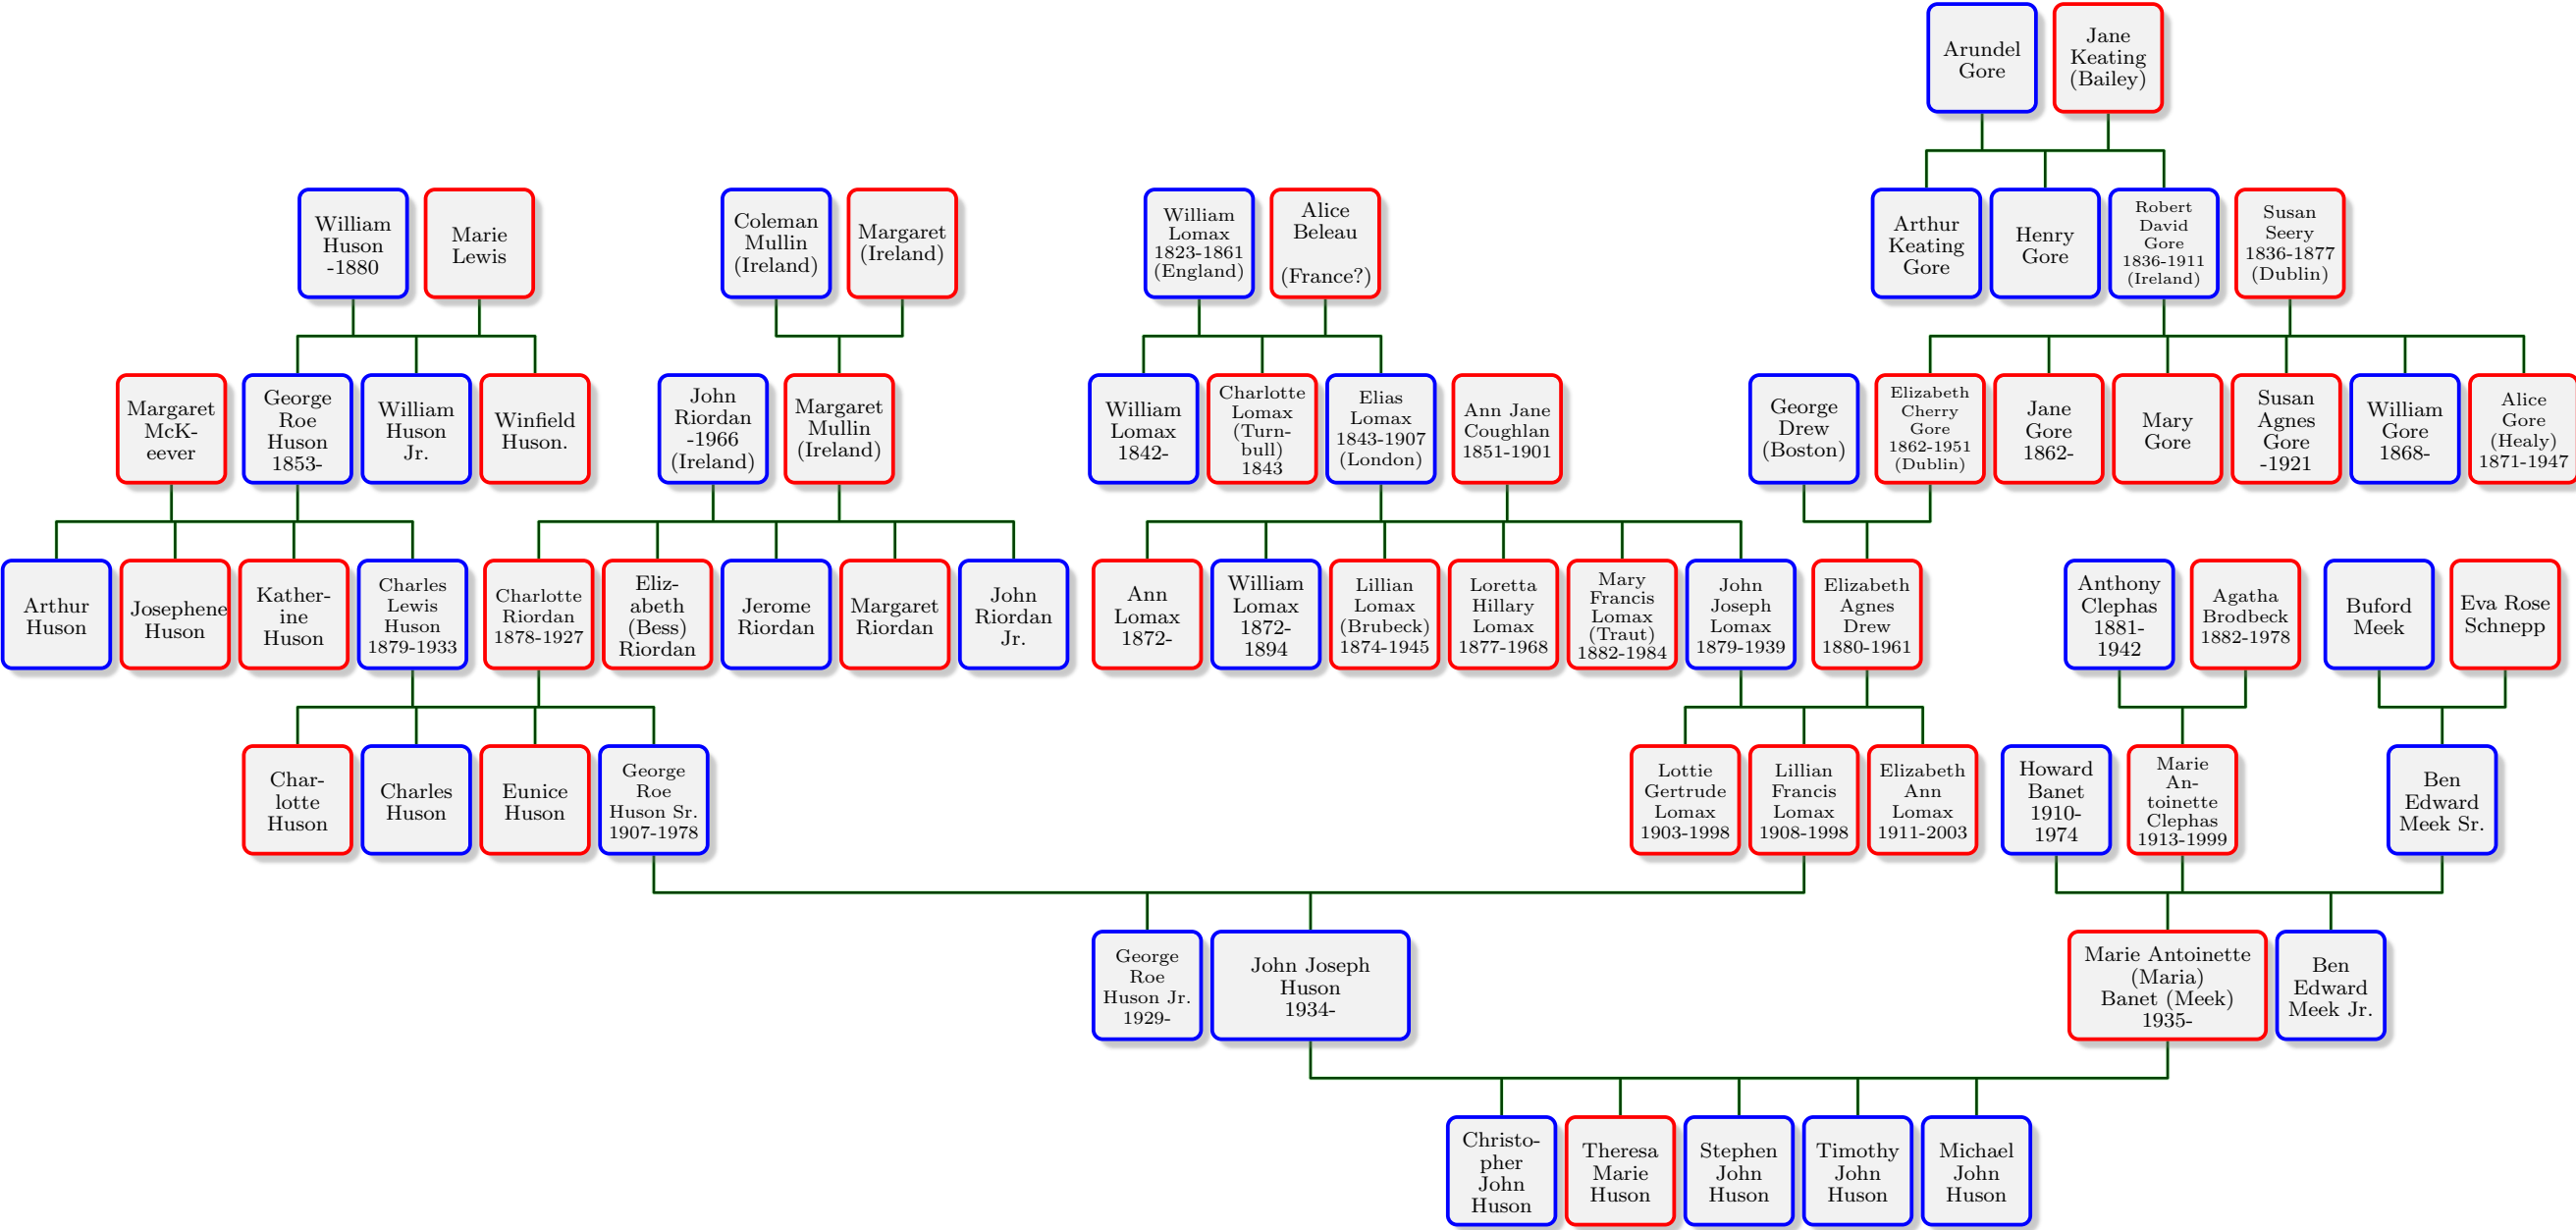 Arundel
Gore
Jane
Keating
(Bailey)
William
Huson
-1880
Marie
Lewis
Coleman
Mullin
(Ireland)
Margaret
(Ireland)
William
Lomax
1823-1861
(England)
Alice
Beleau
(France?)
Arthur
Keating
Gore
Henry
Gore
Robert
David
Gore
1836-1911
(Ireland)
Susan
Seery
1836-1877
(Dublin)
Margaret
McK-
eever
George
Roe
Huson
1853-
William
Huson
Jr.
Winfield
Huson.
John
Riordan
-1966
(Ireland)
Margaret
Mullin
(Ireland)
William
Lomax
1842-
Charlotte
Lomax
(Turn-
bull)
1843
Elias
Lomax
1843-1907
(London)
Ann Jane
Coughlan
1851-1901
George
Drew
(Boston)
Elizabeth
Cherry
Gore
1862-1951
(Dublin)
Jane
Gore
1862-
Mary
Gore
Susan
Agnes
Gore
-1921
William
Gore
1868-
Alice
Gore
(Healy)
1871-1947
Arthur
Huson
Josephene
Huson
Kather-
ine
Huson
Charles
Lewis
Huson
1879-1933
Charlotte
Riordan
1878-1927
Eliz-
abeth
(Bess)
Riordan
Jerome
Riordan
Margaret
Riordan
John
Riordan
Jr.
Ann
Lomax
1872-
William
Lomax
1872-
1894
Lillian
Lomax
(Brubeck)
1874-1945
Loretta
Hillary
Lomax
1877-1968
Mary
Francis
Lomax
(Traut)
1882-1984
John
Joseph
Lomax
1879-1939
Elizabeth
Agnes
Drew
1880-1961
Anthony
Clephas
1881-
1942
Agatha
Brodbeck
1882-1978
Buford
Meek
Eva Rose
Schnepp
Char-
lotte
Huson
Charles
Huson
Eunice
Huson
George
Roe
Huson Sr.
1907-1978
Lottie
Gertrude
Lomax
1903-1998
Lillian
Francis
Lomax
1908-1998
Elizabeth
Ann
Lomax
1911-2003
Howard
Banet
1910-
1974
Marie
An-
toinette
Clephas
1913-1999
Ben
Edward
Meek Sr.
George
Roe
Huson Jr.
1929-
John Joseph
Huson
1934-
Marie Antoinette
(Maria)
Banet (Meek)
1935-
Ben
Edward
Meek Jr.
Christo-
pher
John
Huson
Theresa
Marie
Huson
Stephen
John
Huson
Timothy
John
Huson
Michael
John
Huson